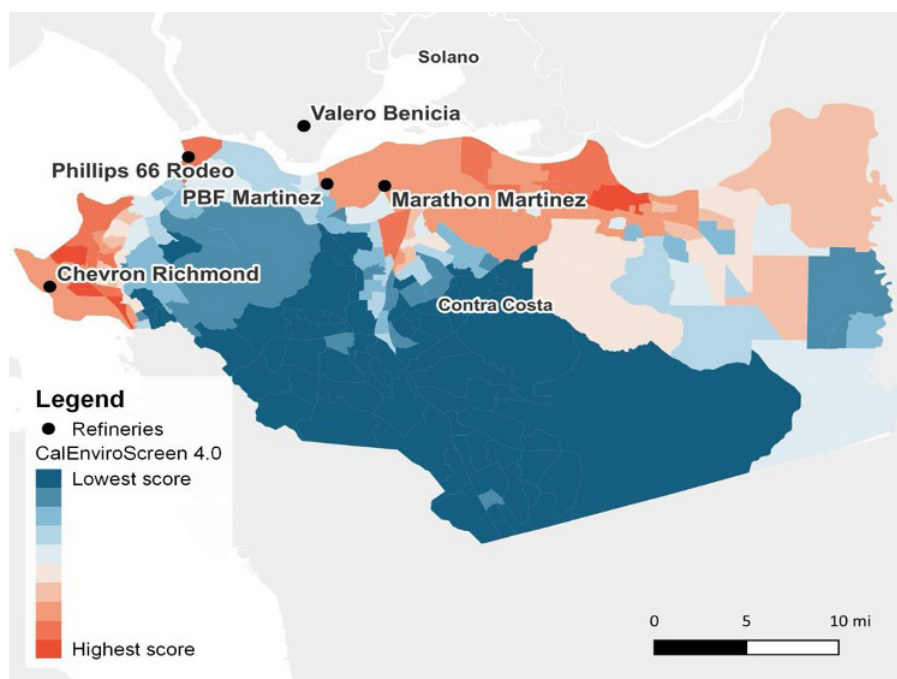 Solano
Valero Benicia
Phillips 66 Rodeo
PBF Martinez
Marathon Martinez
Chevron Richmond
Contra Costa
Legend
Refineries
CalEnviroScreen 4.0
Lowest score
Highest score
0 5 10 mi